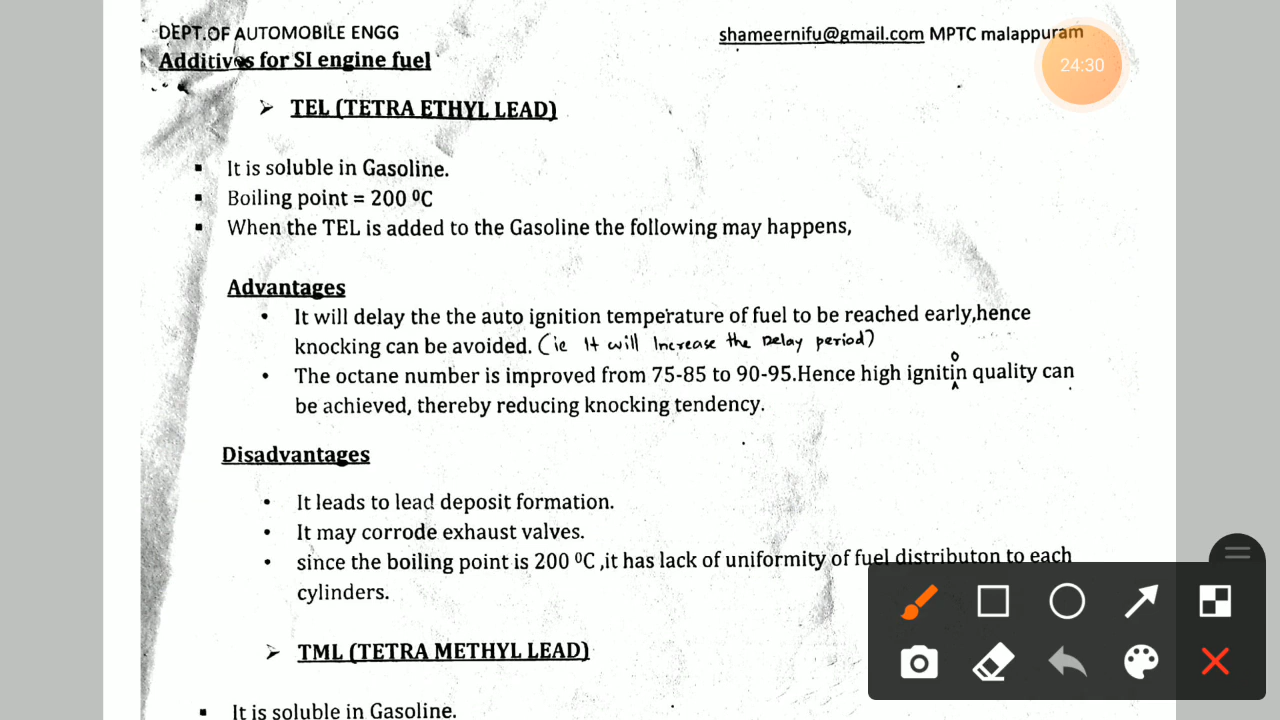 DEPT.OF AUTOMOBILE ENGG shameernifu@gmail.com MPTC malappuram
24:30
Additives for SI engine fuel
➢ TEL (TETRA ETHYL LEAD)
▪ It is soluble in Gasoline.
▪ Boiling point = 200 ⁰C
▪ When the TEL is added to the Gasoline the following may happens,
Advantages
• It will delay the the auto ignition temperature of fuel to be reached early,hence
knocking can be avoided. (ie It will Increase the Delay period)
• The octane number is improved from 75-85 to 90-95.Hence high ignitin quality can
be achieved, thereby reducing knocking tendency.
Disadvantages
• It leads to lead deposit formation.
• It may corrode exhaust valves.
• since the boiling point is 200 ⁰C ,it has lack of uniformity of fuel distributon to each
cylinders.
➢ TML (TETRA METHYL LEAD)
▪ It is soluble in Gasoline.